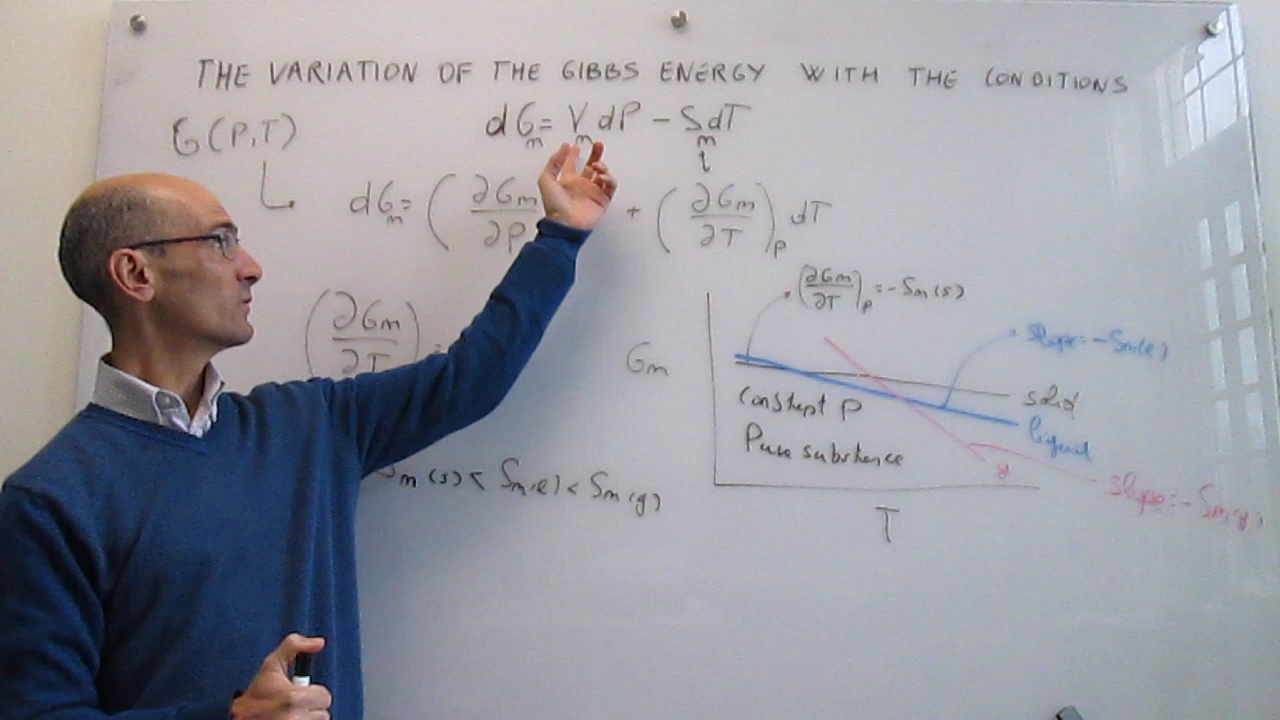 THE VARIATION OF THE GIBBS ENERGY WITH THE CONDITIONS
G(P,T)
dGm = Vm dP - Sm dT
dGm = (∂Gm/∂P + (∂Gm/∂T)P dT
(∂Gm/∂T)
(∂Gm/∂T)P = -Sm(s)
slope = -Sm(l)
Gm
solid
Constept P
liquid
Pure substance
g
slope = -Sm(g)
Sm(s) < Sm(l) < Sm(g)
T